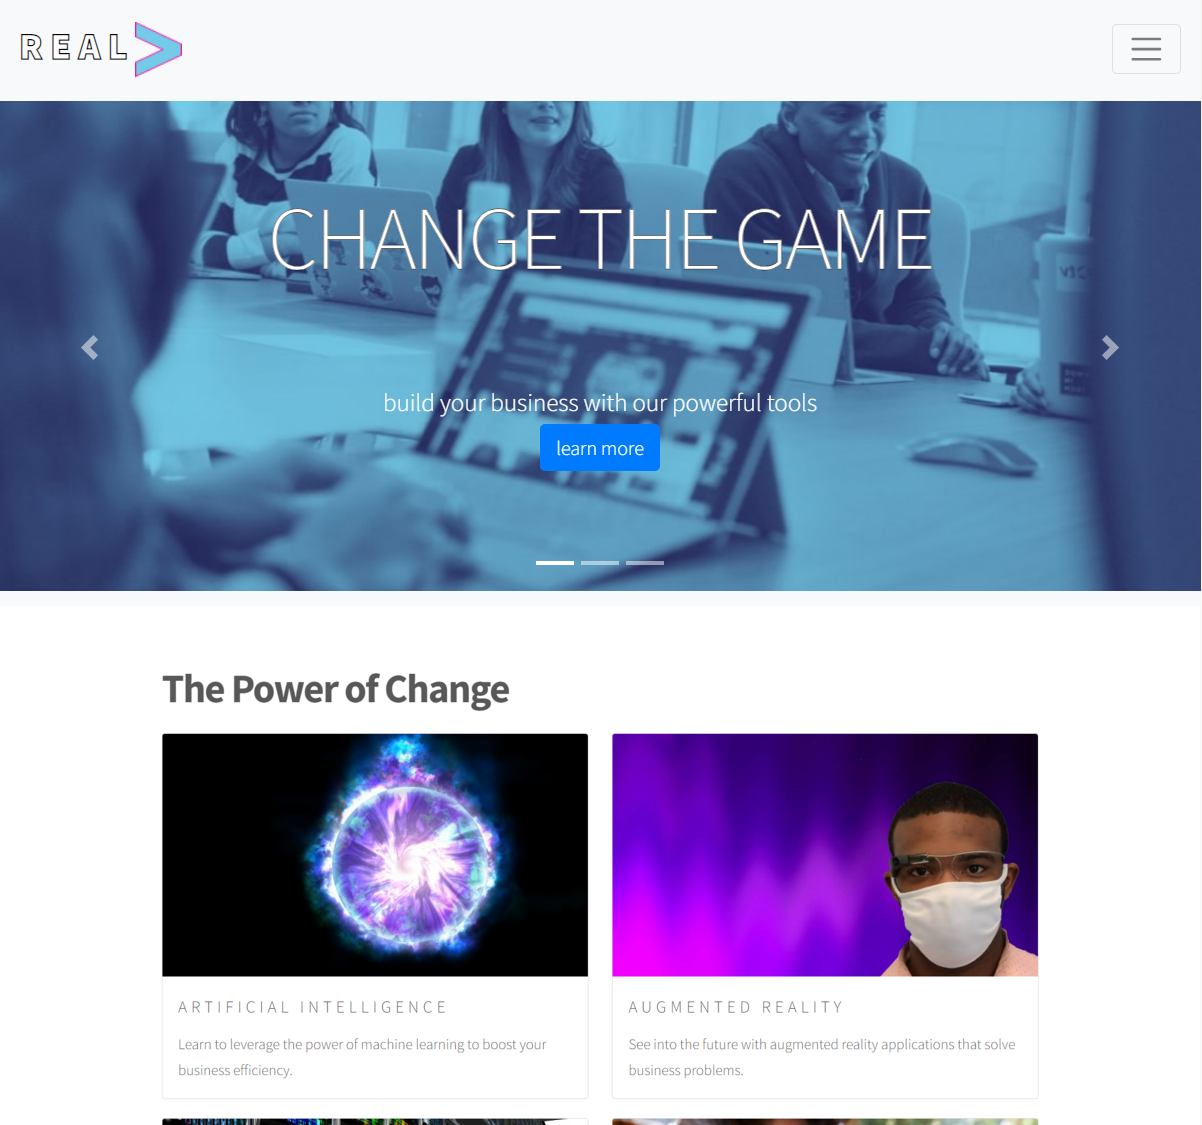 REAL
CHANGE THE GAME
build your business with our powerful tools
learn more
The Power of Change
ARTIFICIAL INTELLIGENCE
Learn to leverage the power of machine learning to boost your
business efficiency.
AUGMENTED REALITY
See into the future with augmented reality applications that solve
business problems.